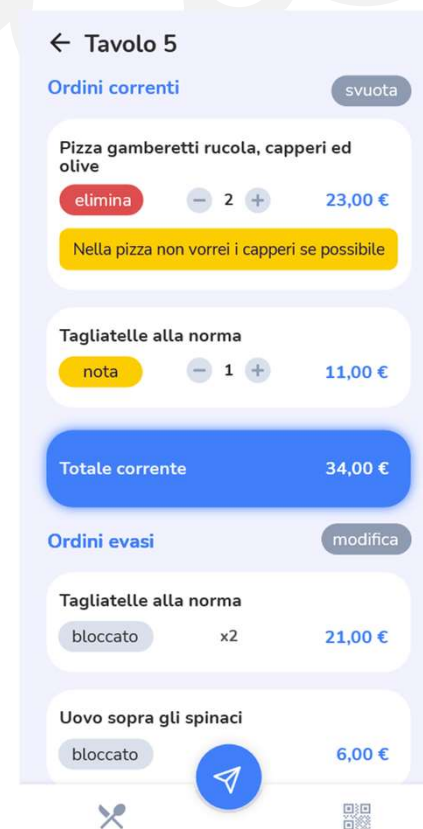 ← Tavolo 5
Ordini correnti
svuota
Pizza gamberetti rucola, capperi ed
olive
elimina − 2 + 23,00 €
Nella pizza non vorrei i capperi se possibile
Tagliatelle alla norma
nota − 1 + 11,00 €
Totale corrente 34,00 €
Ordini evasi
modifica
Tagliatelle alla norma
bloccato x2 21,00 €
Uovo sopra gli spinaci
bloccato 6,00 €